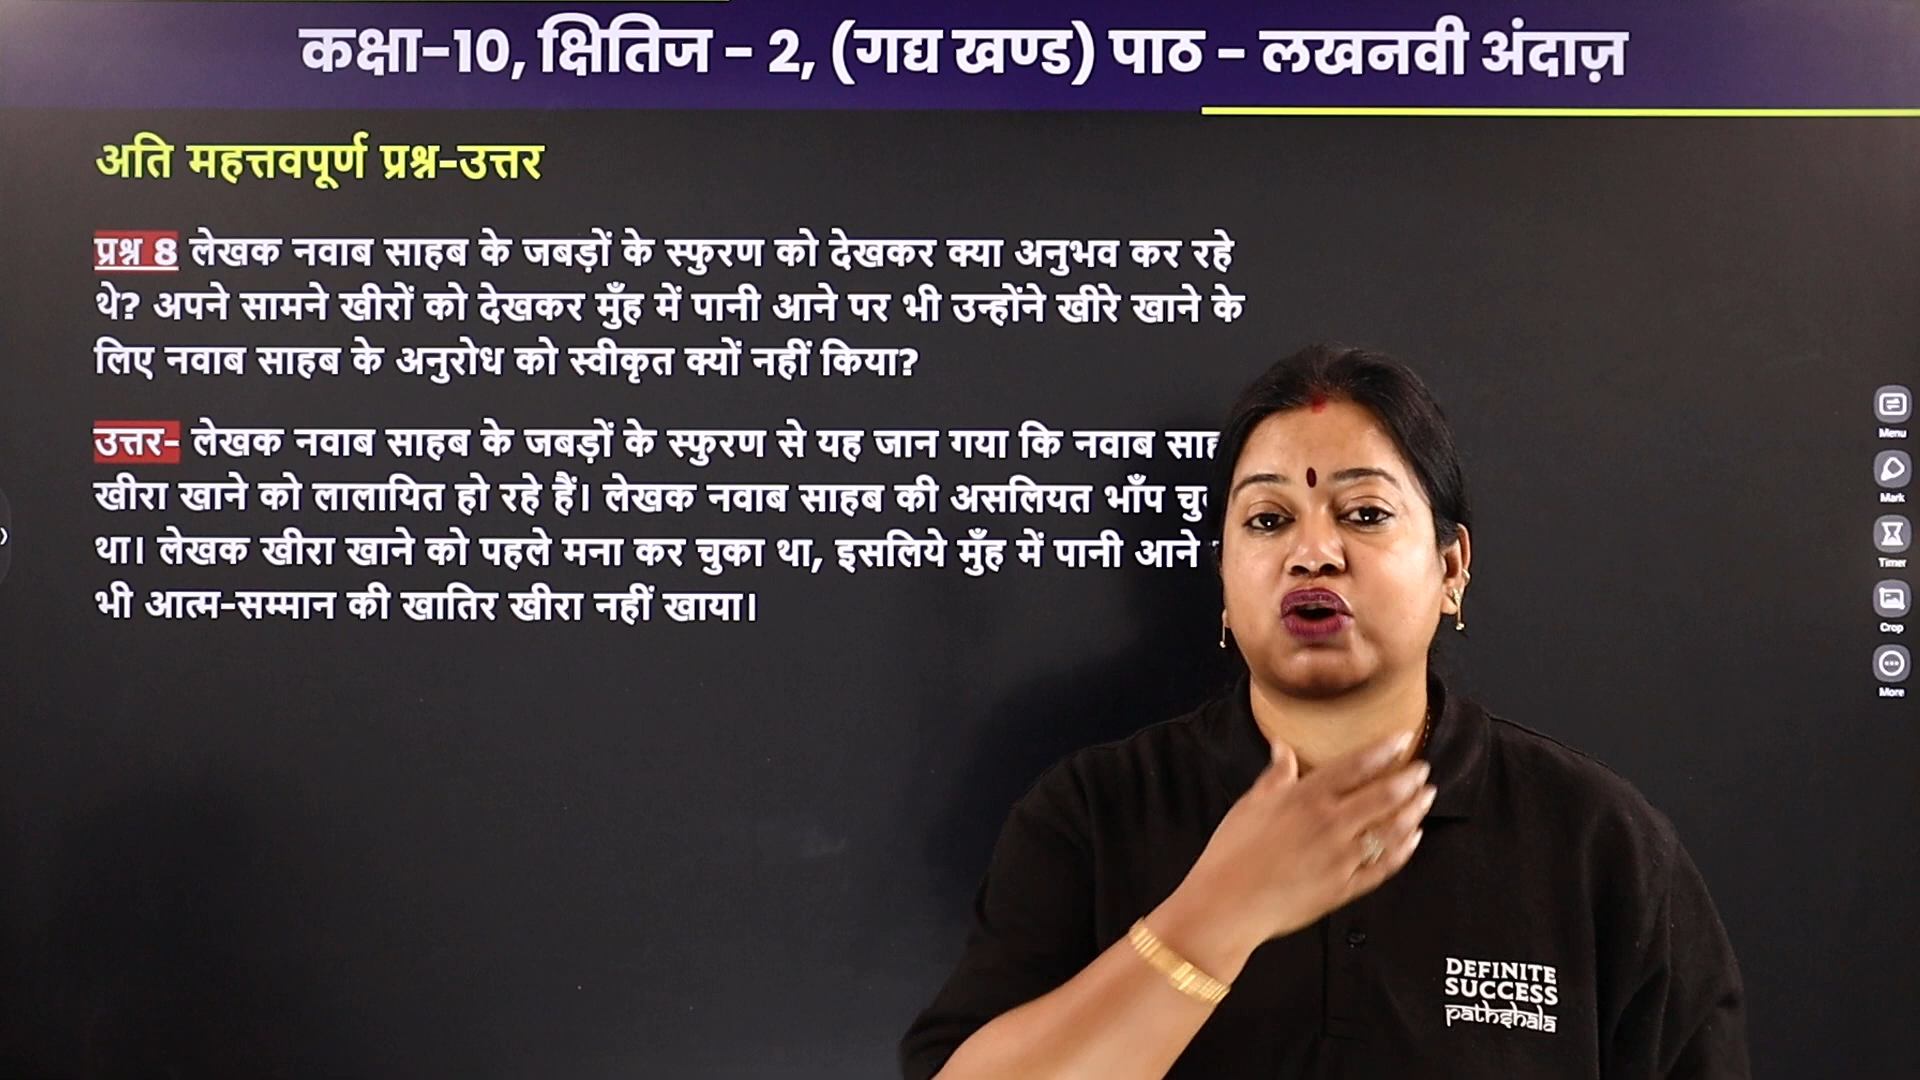 कक्षा-10, क्षितिज - 2, (गद्य खण्ड) पाठ - लखनवी अंदाज़
अति महत्तवपूर्ण प्रश्न-उत्तर
प्रश्न 8 लेखक नवाब साहब के जबड़ों के स्फुरण को देखकर क्या अनुभव कर रहे
थे? अपने सामने खीरों को देखकर मुँह में पानी आने पर भी उन्होंने खीरे खाने के
लिए नवाब साहब के अनुरोध को स्वीकृत क्यों नहीं किया?
उत्तर- लेखक नवाब साहब के जबड़ों के स्फुरण से यह जान गया कि नवाब
खीरा खाने को लालायित हो रहे हैं। लेखक नवाब साहब की असलियत भाँप
था। लेखक खीरा खाने को पहले मना कर चुका था, इसलिये मुँह में पानी आने
भी आत्म-सम्मान की खातिर खीरा नहीं खाया।
Menu
Mark
Timer
Crop
More
DEFINITE
SUCCESS
pathshala